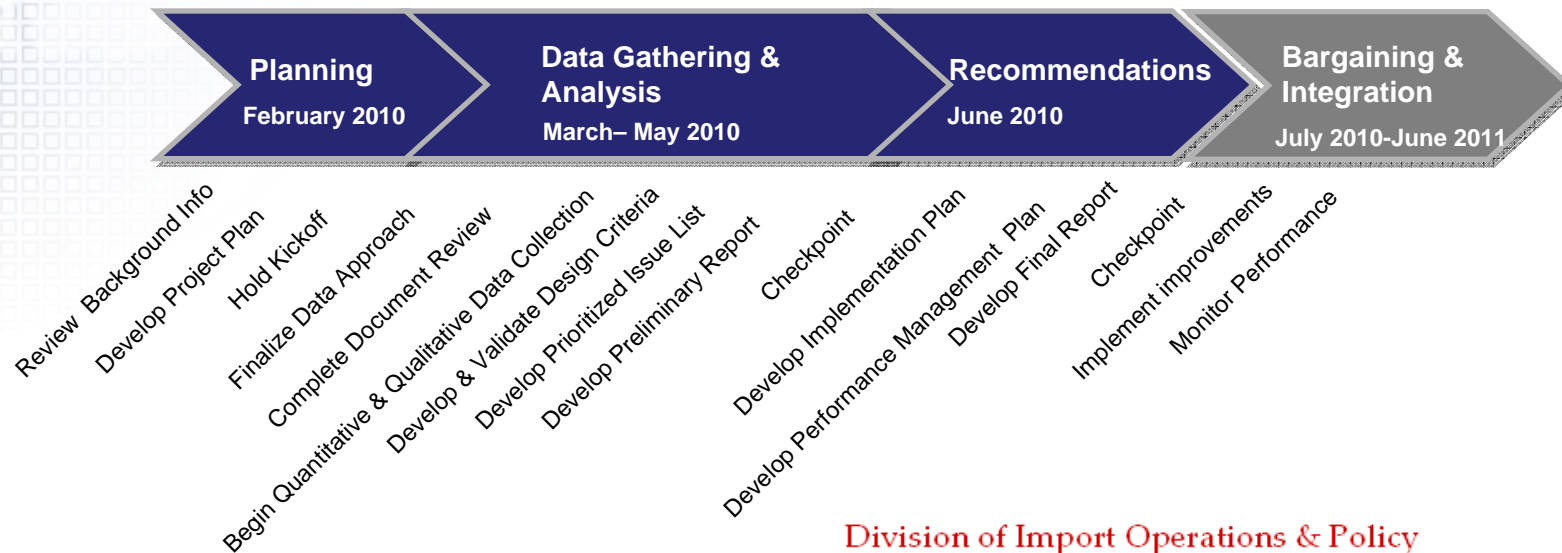 Planning
February 2010
Data Gathering &
Analysis
March– May 2010
Recommendations
June 2010
Bargaining &
Integration
July 2010-June 2011
Review Background Info
Develop Project Plan
Hold Kickoff
Finalize Data Approach
Complete Document Review
Begin Quantitative & Qualitative Data Collection
Develop & Validate Design Criteria
Develop Prioritized Issue List
Develop Preliminary Report
Checkpoint
Develop Implementation Plan
Develop Performance Management Plan
Develop Final Report
Checkpoint
Implement improvements
Monitor Performance
Division of Import Operations & Policy